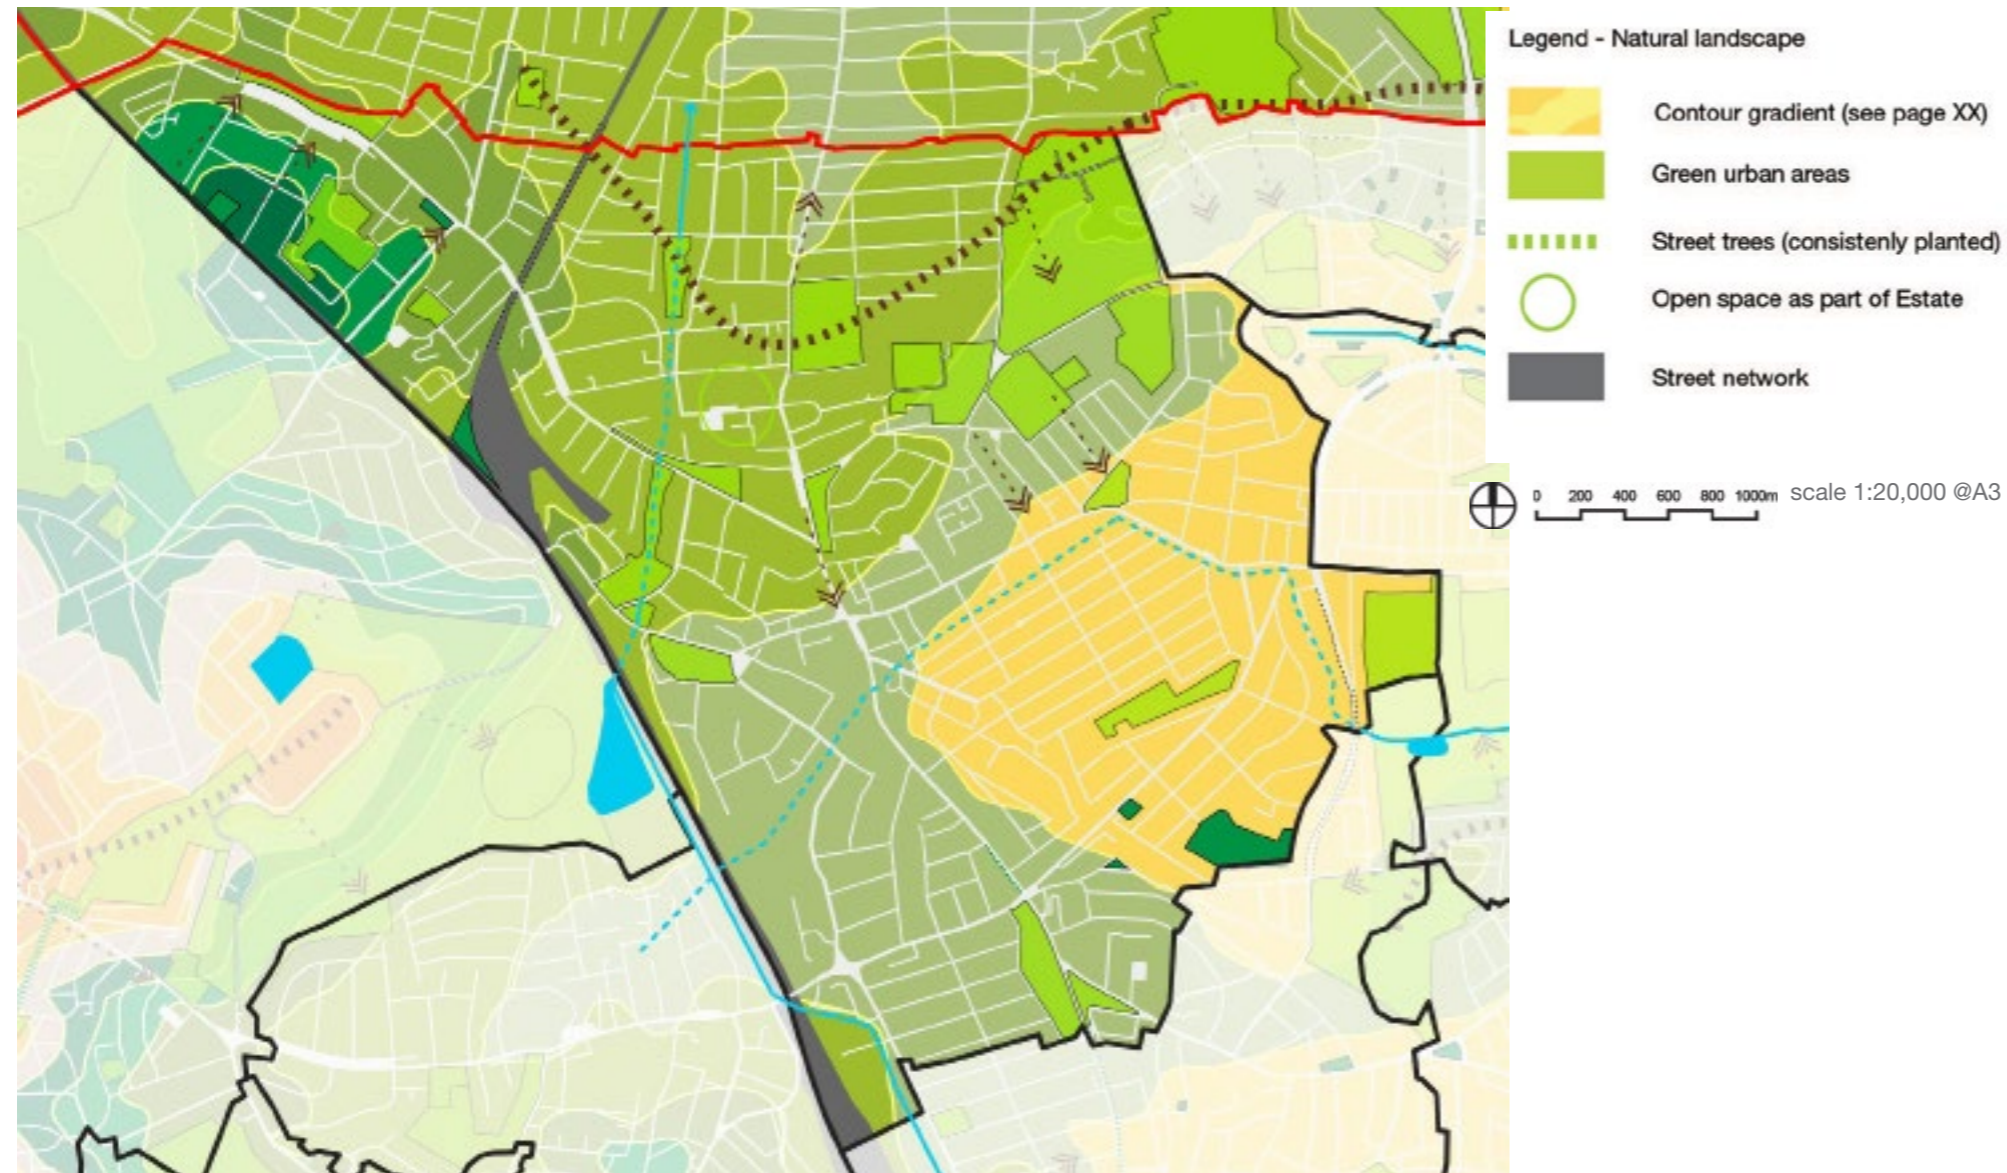 Legend - Natural landscape
Contour gradient (see page XX)
Green urban areas
Street trees (consistenly planted)
Open space as part of Estate
Street network
0 200 400 600 800 1000m scale 1:20,000 @A3